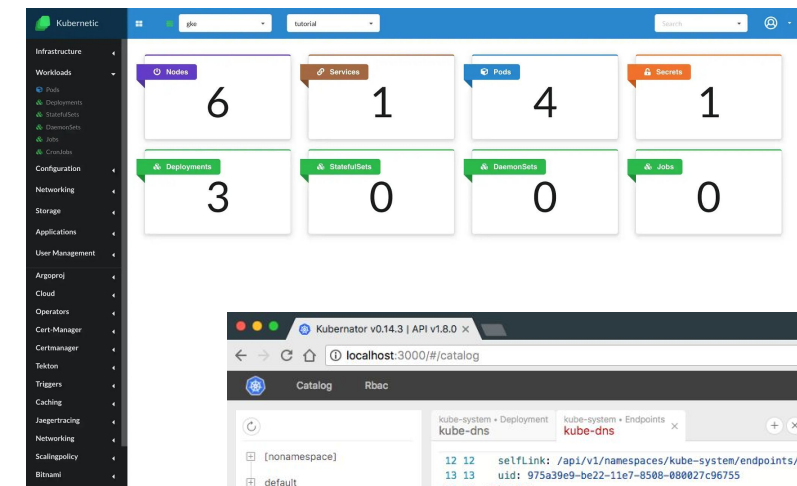 Kubernetic
gke
tutorial
Search
Infrastructure
Workloads
Pods
Deployments
StatefulSets
DaemonSets
Jobs
CronJobs
Configuration
Networking
Storage
Applications
User Management
Argoproj
Cloud
Operators
Cert-Manager
Certmanager
Tekton
Triggers
Caching
Jaegertracing
Networking
Scalingpolicy
Bitnami
Nodes
6
Services
1
Pods
4
Secrets
1
Deployments
3
StatefulSets
0
DaemonSets
0
Jobs
0
Kubernator v0.14.3 | API v1.8.0 ×
localhost:3000/#/catalog
Catalog Rbac
[nonamespace]
default
kube-system • Deployment
kube-dns
kube-system • Endpoints
kube-dns
12 12 selfLink: /api/v1/namespaces/kube-system/endpoints/
13 13 uid: 975a39e9-be22-11e7-8508-080027c96755